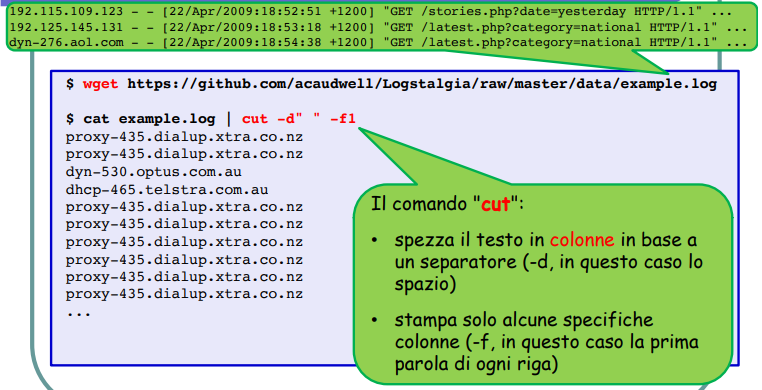 192.115.109.123 - - [22/Apr/2009:18:52:51 +1200] "GET /stories.php?date=yesterday HTTP/1.1" ...
192.125.145.131 - - [22/Apr/2009:18:53:18 +1200] "GET /latest.php?category=national HTTP/1.1" ...
dyn-276.aol.com - - [22/Apr/2009:18:54:38 +1200] "GET /latest.php?category=national HTTP/1.1" ...
$ wget https://github.com/acaudwell/Logstalgia/raw/master/data/example.log
$ cat example.log | cut -d" " -f1
proxy-435.dialup.xtra.co.nz
proxy-435.dialup.xtra.co.nz
dyn-530.optus.com.au
dhcp-465.telstra.com.au
proxy-435.dialup.xtra.co.nz
proxy-435.dialup.xtra.co.nz
proxy-435.dialup.xtra.co.nz
proxy-435.dialup.xtra.co.nz
proxy-435.dialup.xtra.co.nz
proxy-435.dialup.xtra.co.nz
...
Il comando "cut":
• spezza il testo in colonne in base a
un separatore (-d, in questo caso lo
spazio)
• stampa solo alcune specifiche
colonne (-f, in questo caso la prima
parola di ogni riga)